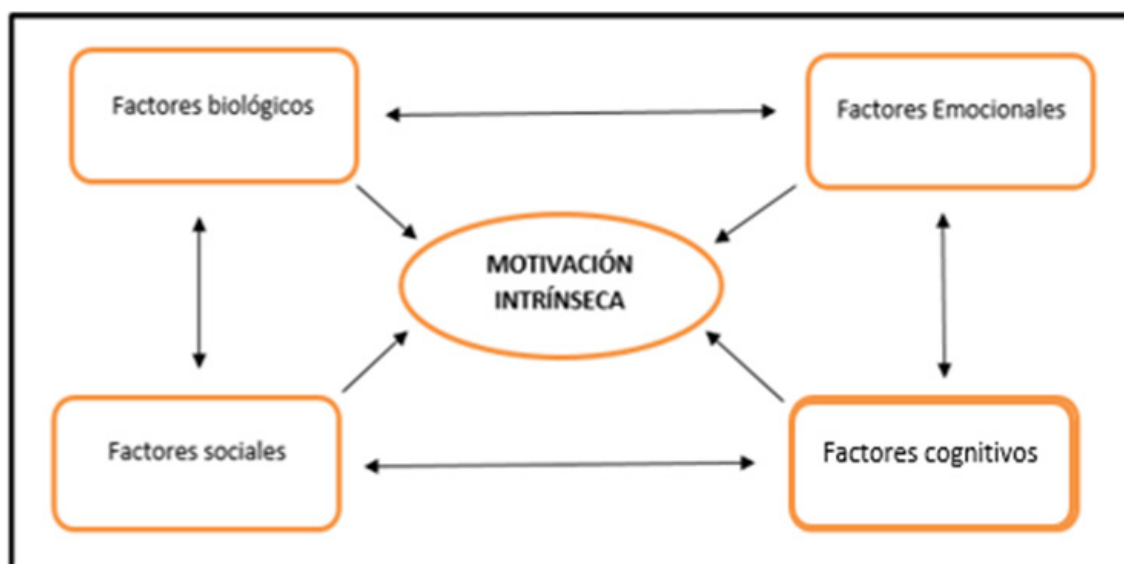 Factores biológicos
Factores Emocionales
MOTIVACIÓN
INTRÍNSECA
Factores sociales
Factores cognitivos